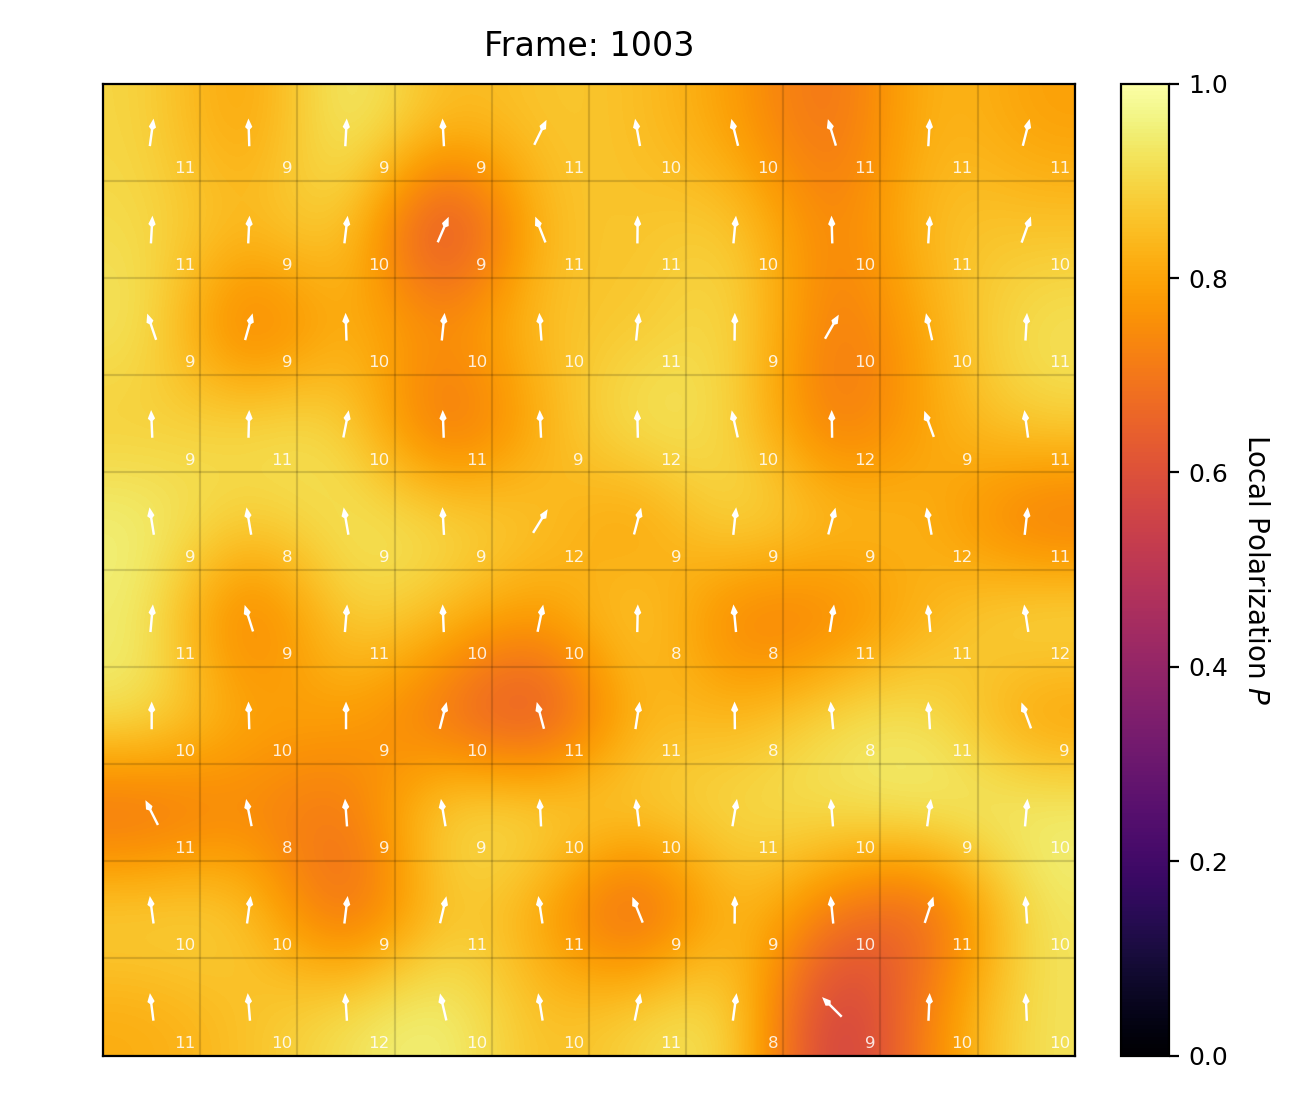 Frame: 1003
11 9 9 9 11 10 10 11 11 11
11 9 10 9 11 11 10 10 11 10
9 9 10 10 10 11 9 10 10 11
9 11 10 11 9 12 10 12 9 11
9 8 9 9 12 9 9 9 12 11
11 9 11 10 10 8 8 11 11 12
10 10 9 10 11 11 8 8 11 9
11 8 9 9 10 10 11 10 9 10
10 10 9 11 11 9 9 10 11 10
11 10 12 10 10 11 8 9 10 10
1.0
0.8
0.6
0.4
0.2
0.0
Local Polarization P